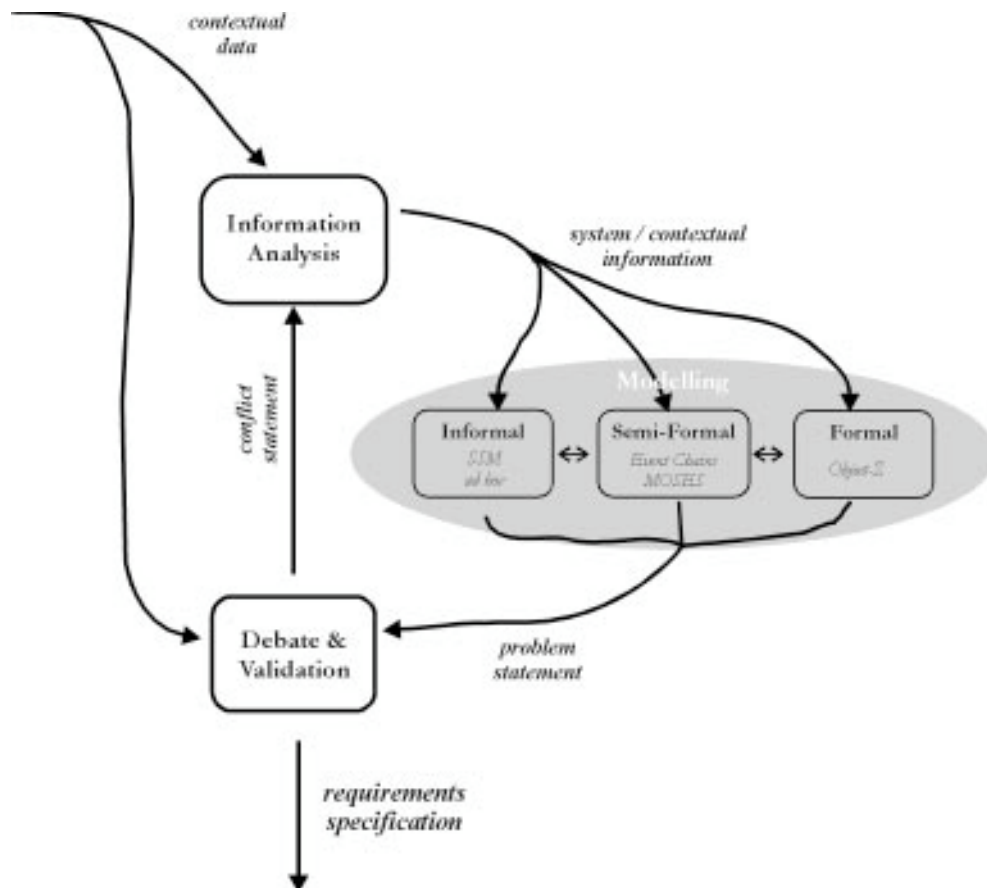 contextual
data
Information
Analysis
system / contextual
information
conflict
statement
Modelling
Informal
SSM
ad hoc
Semi-Formal
Event Chains
MOSES
Formal
Object-Z
Debate &
Validation
problem
statement
requirements
specification